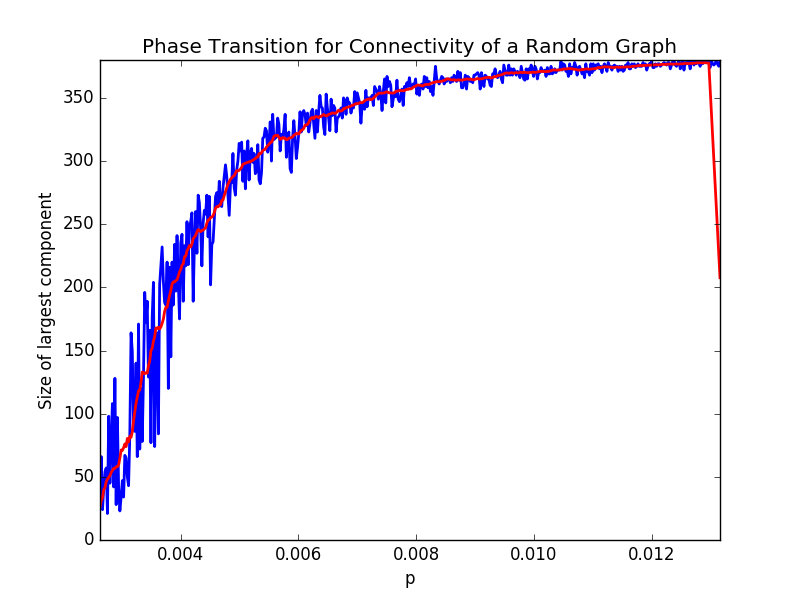 Phase Transition for Connectivity of a Random Graph
Size of largest component
350
300
250
200
150
100
50
0
0.004 0.006 0.008 0.010 0.012
p